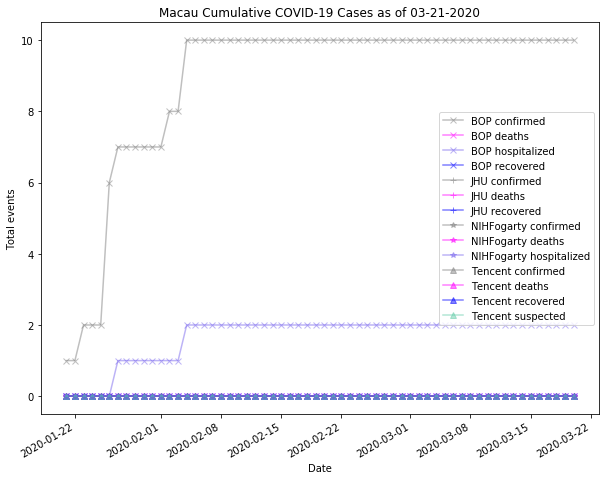 Macau Cumulative COVID-19 Cases as of 03-21-2020
Total events
10
8
6
4
2
0
BOP confirmed
BOP deaths
BOP hospitalized
BOP recovered
JHU confirmed
JHU deaths
JHU recovered
NIHFogarty confirmed
NIHFogarty deaths
NIHFogarty hospitalized
Tencent confirmed
Tencent deaths
Tencent recovered
Tencent suspected
2020-01-22
2020-02-01
2020-02-08
2020-02-15
2020-02-22
2020-03-01
2020-03-08
2020-03-15
2020-03-22
Date